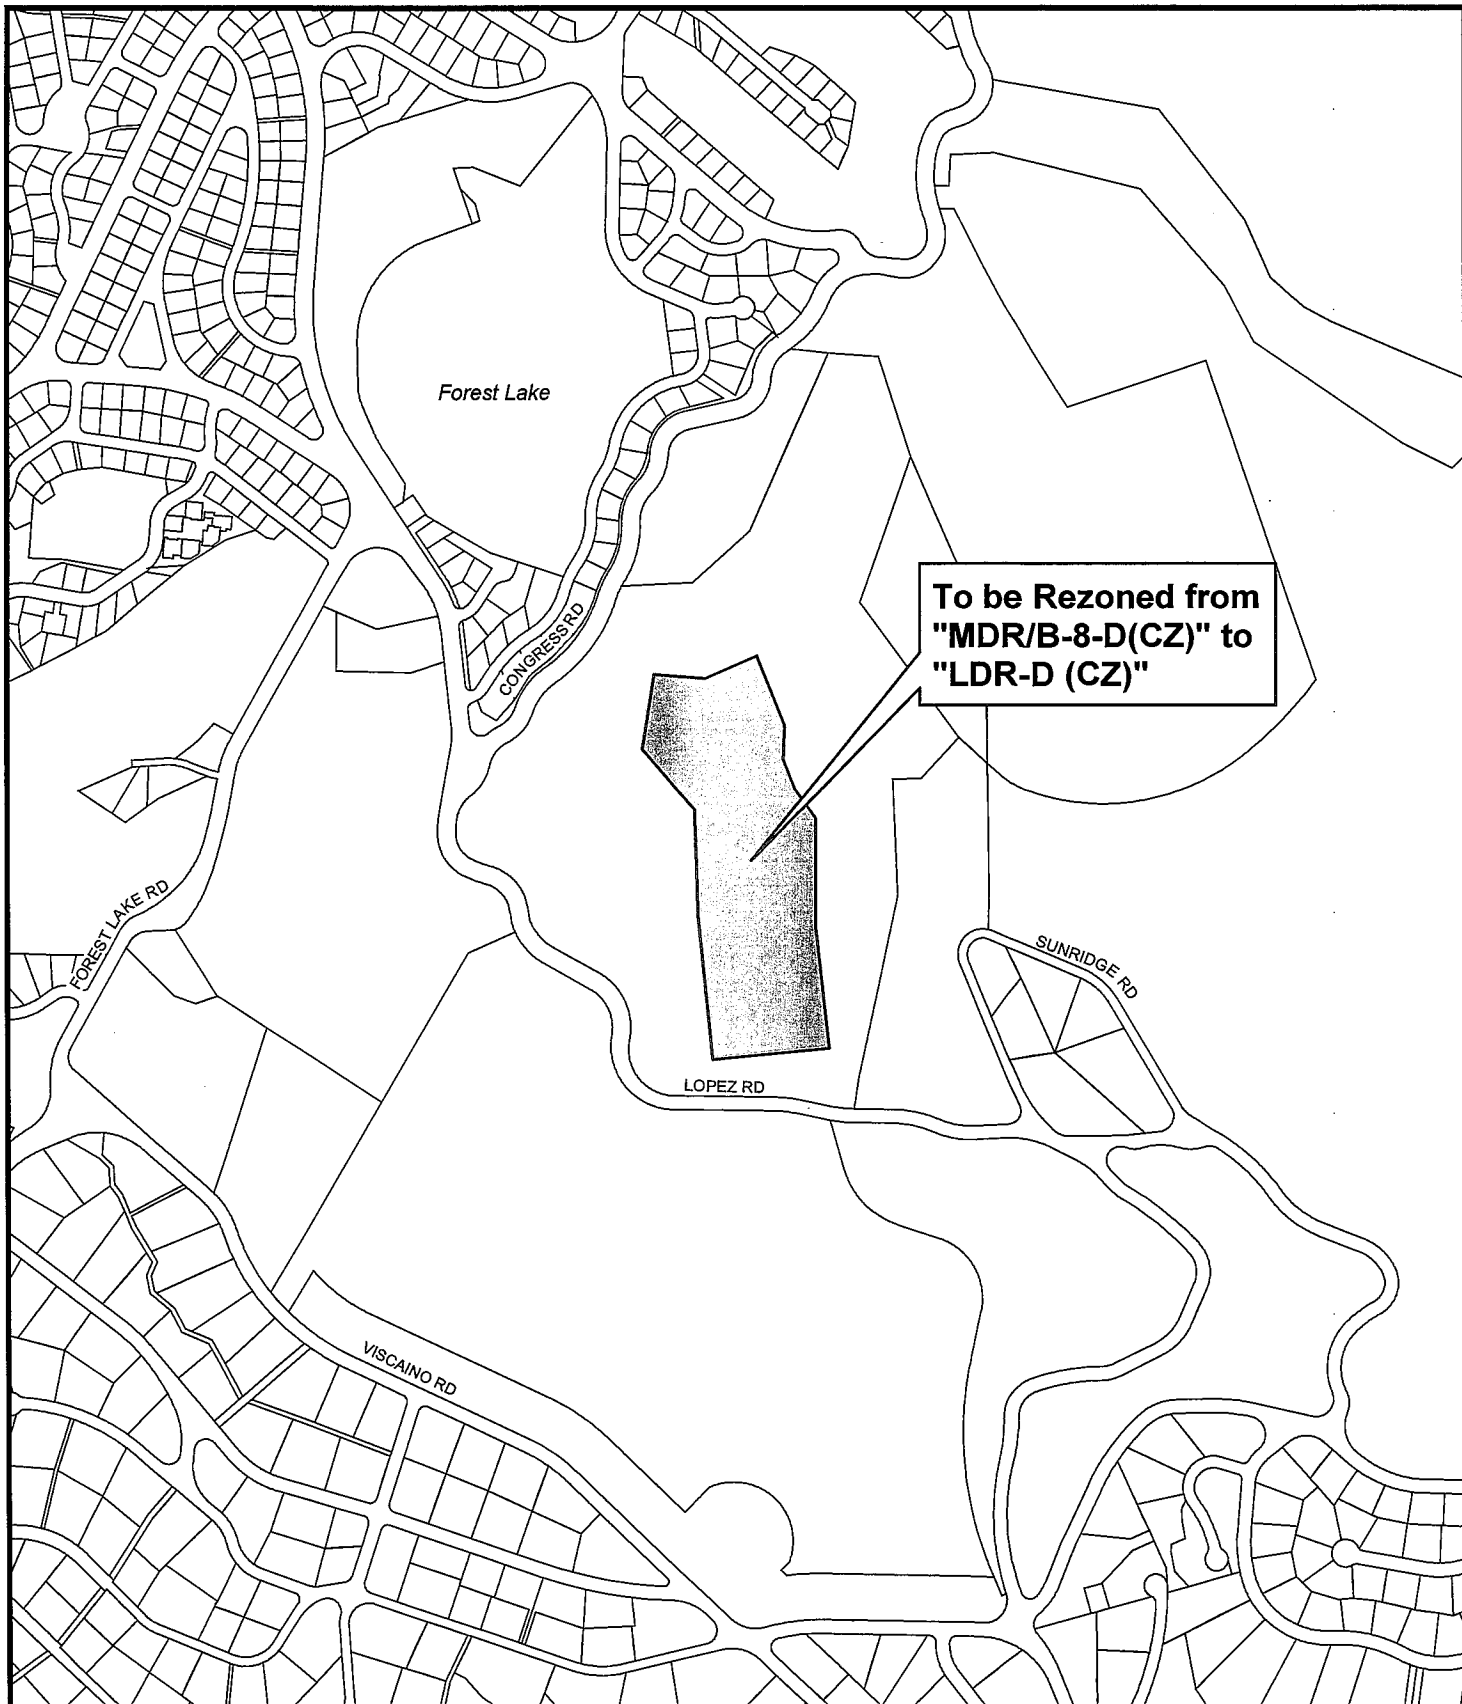 Forest Lake
To be Rezoned from
"MDR/B-8-D(CZ)" to
"LDR-D (CZ)"
CONGRESS RD
FOREST LAKE RD
SUNRIDGE RD
LOPEZ RD
VISCAINO RD